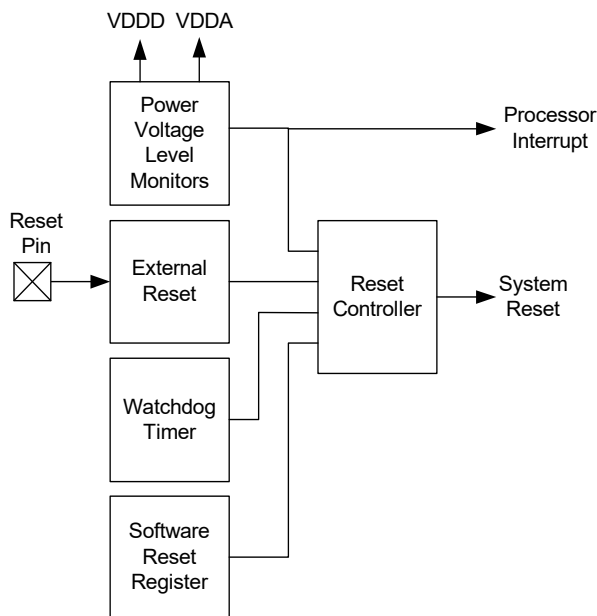 VDDD VDDA
Power
Voltage
Level
Monitors
Processor
Interrupt
Reset
Pin
External
Reset
Reset
Controller
System
Reset
Watchdog
Timer
Software
Reset
Register